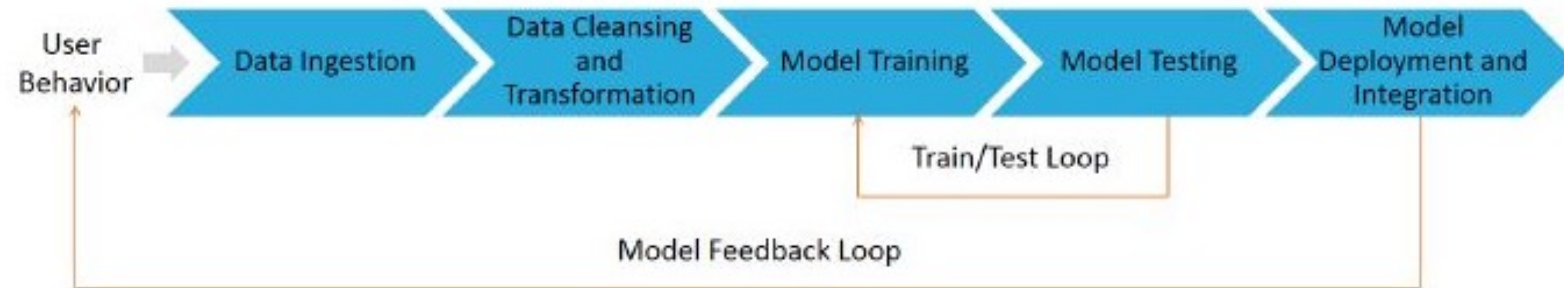 User
Behavior
Data Ingestion
Data Cleansing
and
Transformation
Model Training
Model Testing
Model
Deployment and
Integration
Train/Test Loop
Model Feedback Loop